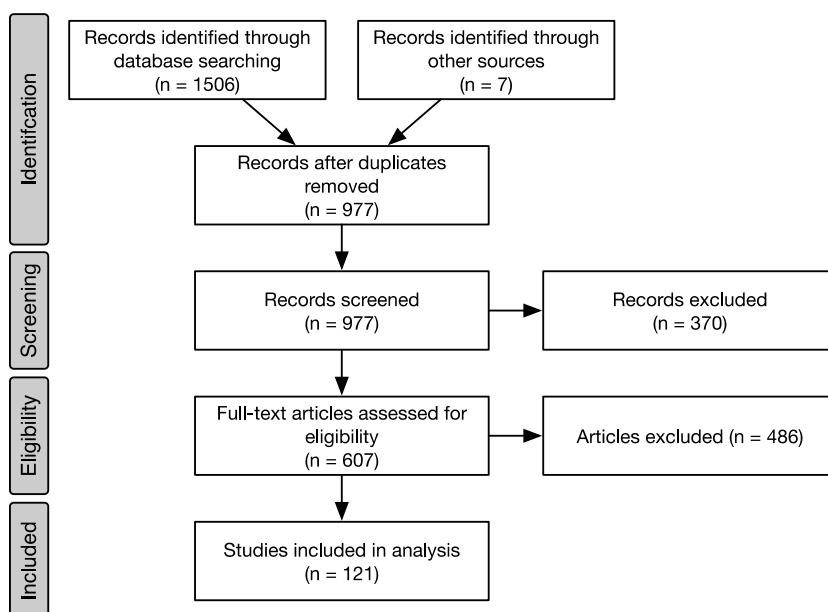 Identifcation
Records identified through
database searching
(n = 1506)
Records identified through
other sources
(n = 7)
Records after duplicates
removed
(n = 977)
Screening
Records screened
(n = 977)
Records excluded
(n = 370)
Eligibility
Full-text articles assessed for
eligibility
(n = 607)
Articles excluded (n = 486)
Included
Studies included in analysis
(n = 121)